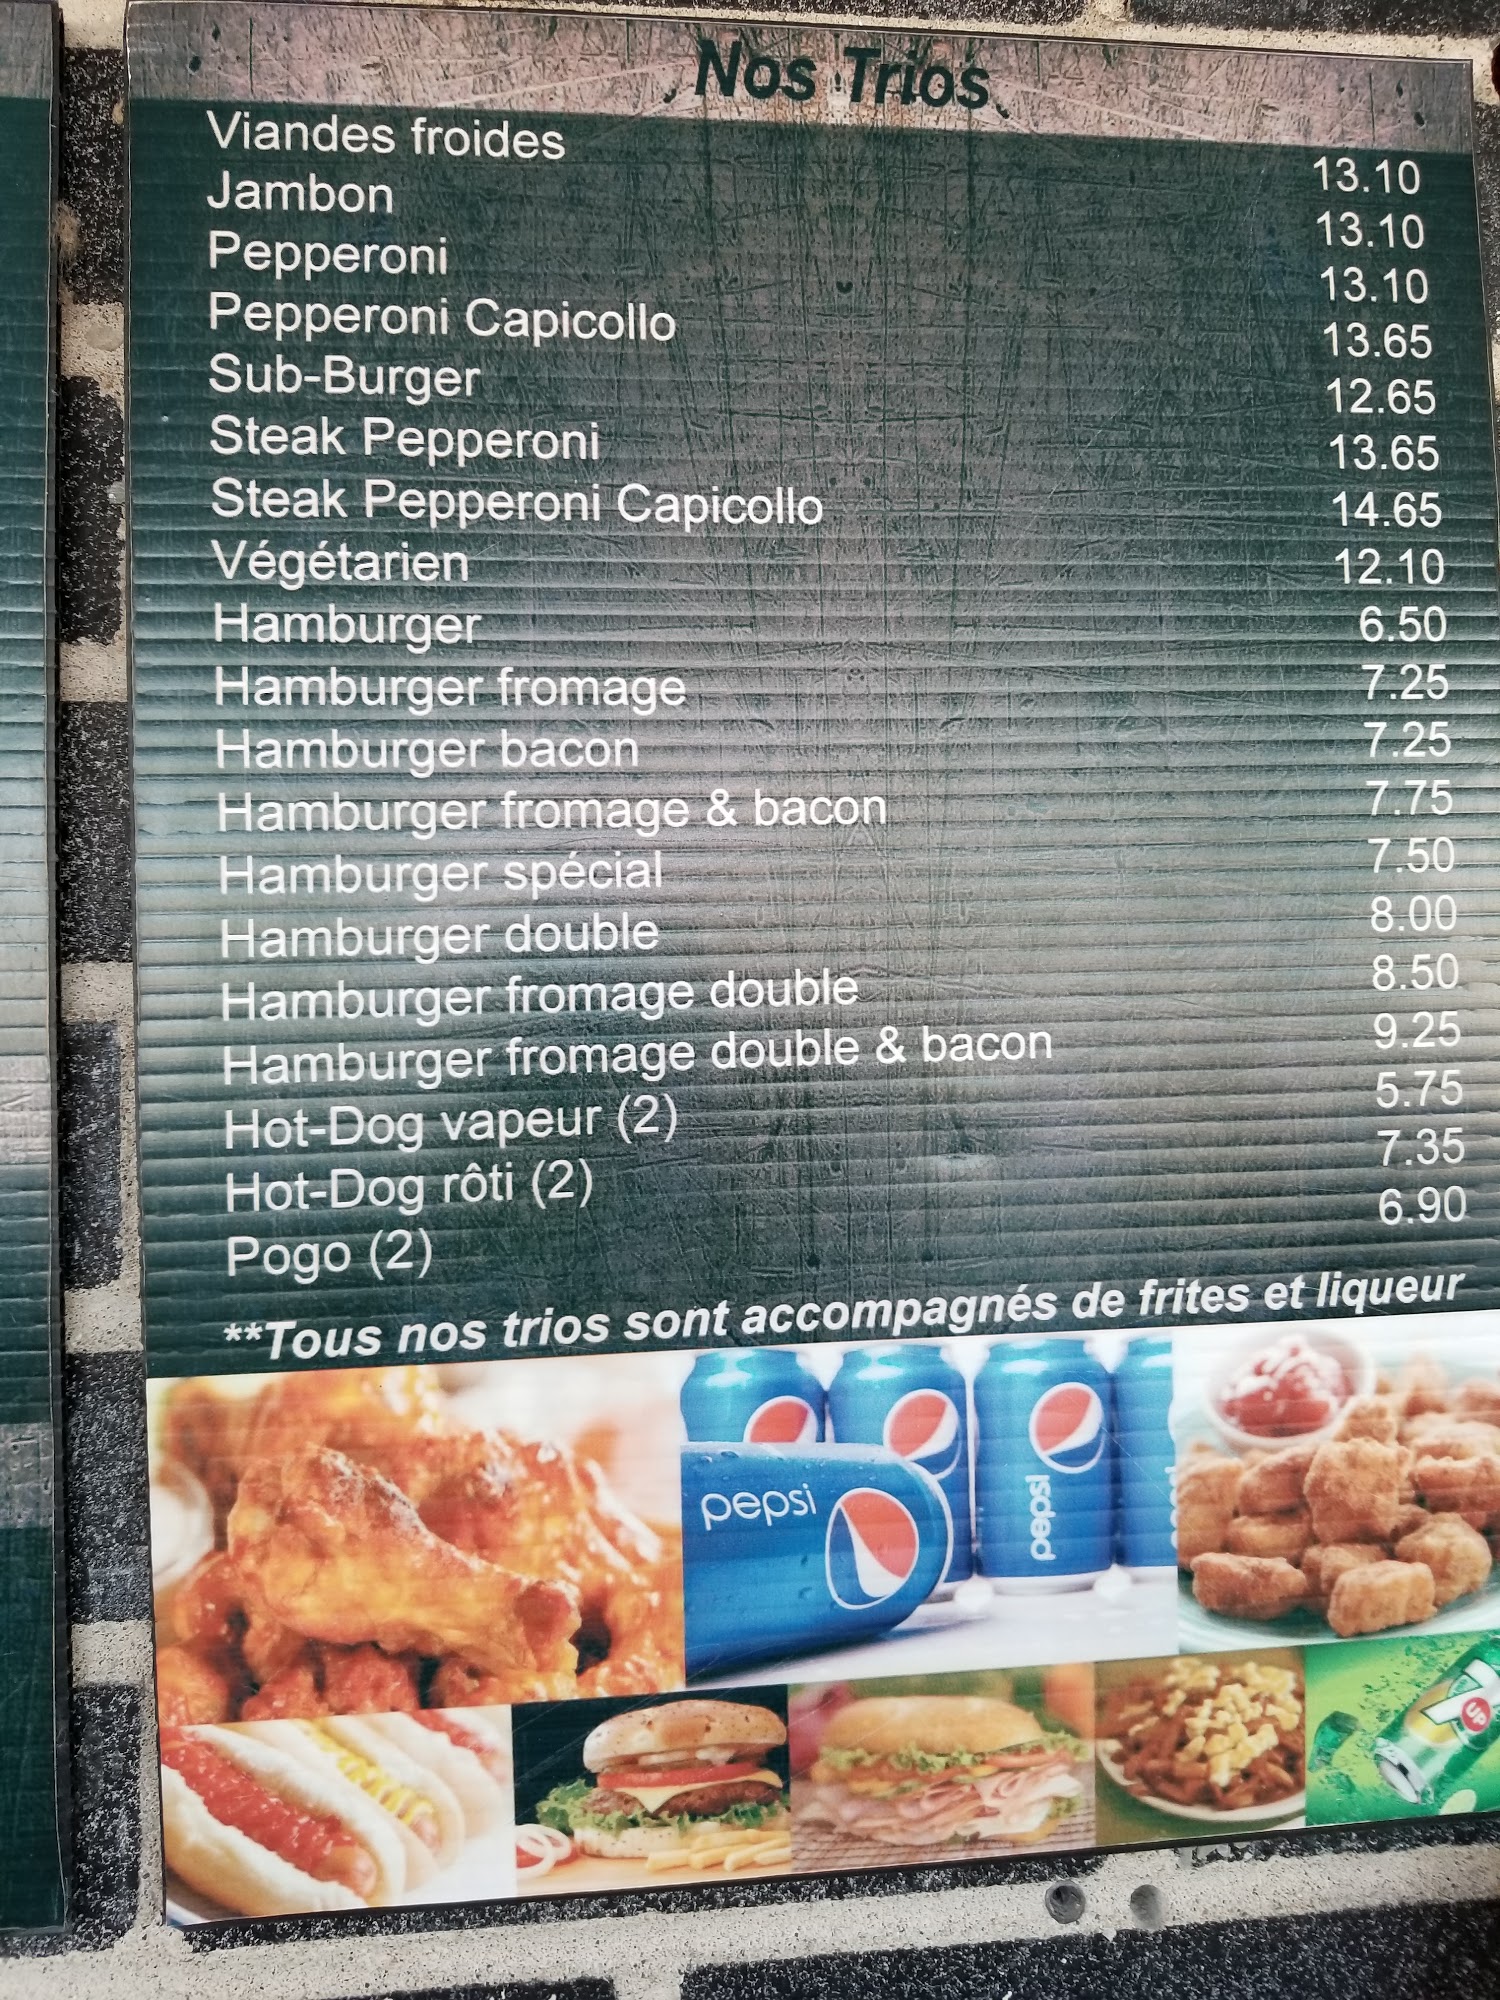 Nos Trios
Viandes froides 13.10
Jambon 13.10
Pepperoni 13.10
Pepperoni Capicollo 13.65
Sub-Burger 12.65
Steak Pepperoni 13.65
Steak Pepperoni Capicollo 14.65
Végétarien 12.10
Hamburger 6.50
Hamburger fromage 7.25
Hamburger bacon 7.25
Hamburger fromage & bacon 7.75
Hamburger spécial 7.50
Hamburger double 8.00
Hamburger fromage double 8.50
Hamburger fromage double & bacon 9.25
Hot-Dog vapeur (2) 5.75
Hot-Dog rôti (2) 7.35
Pogo (2) 6.90
**Tous nos trios sont accompagnés de frites et liqueur
pepsi
pepsi
7UP